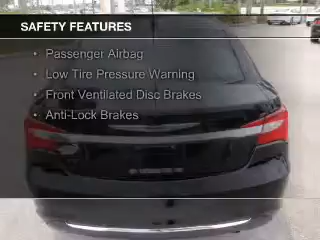 SAFETY FEATURES
• Passenger Airbag
• Low Tire Pressure Warning
• Front Ventilated Disc Brakes
• Anti-Lock Brakes